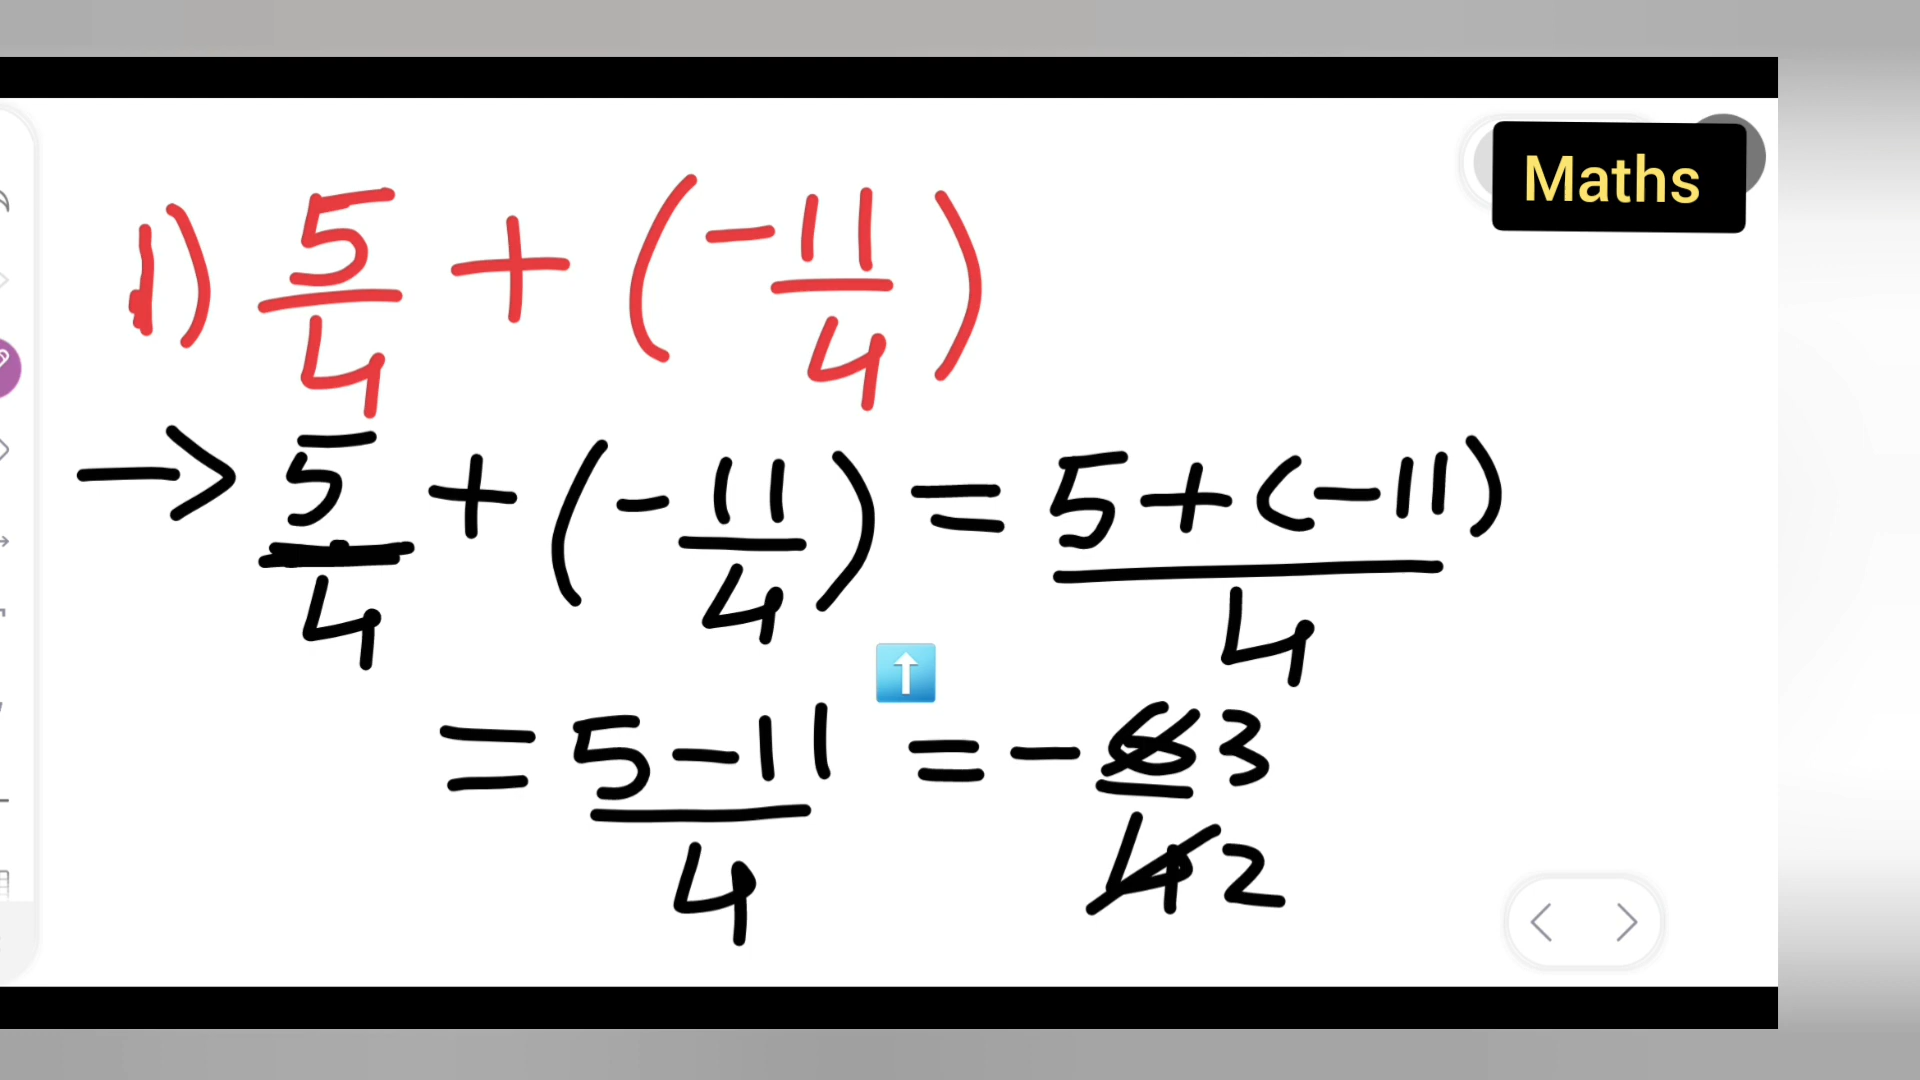 Maths
1) 5/4 + (-11/4)
→ 5/4 + (-11/4) = 5+(-11)/4
= 5-11/4 = -6/4 3/2